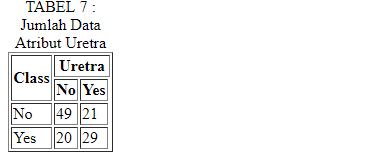 TABEL 7 :
Jumlah Data
Atribut Uretra
Class Uretra
No Yes
No 49 21
Yes 20 29